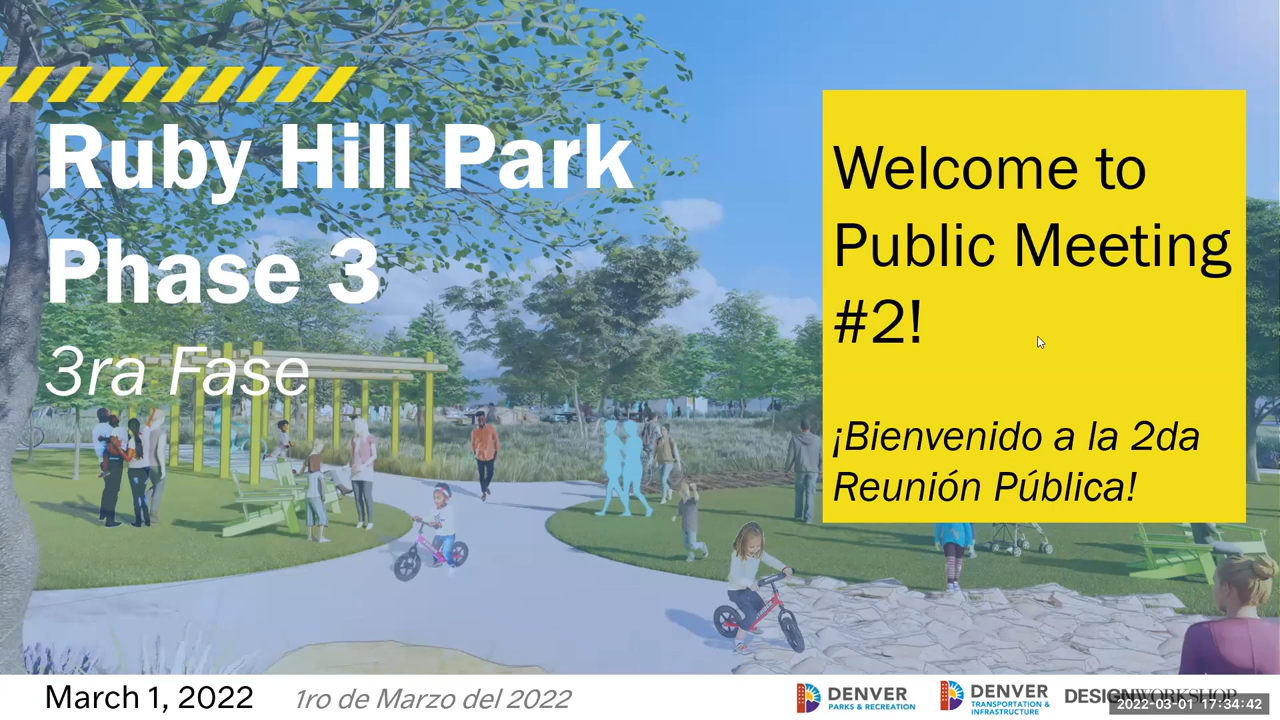 Ruby Hill Park
Phase 3
3ra Fase
Welcome to
Public Meeting
#2!
¡Bienvenido a la 2da
Reunión Pública!
March 1, 2022
1ro de Marzo del 2022
DENVER
PARKS & RECREATION
DENVER
TRANSPORTATION &
INFRASTRUCTURE
DESIGNWORKSHOP
2022-03-01 17:34:42